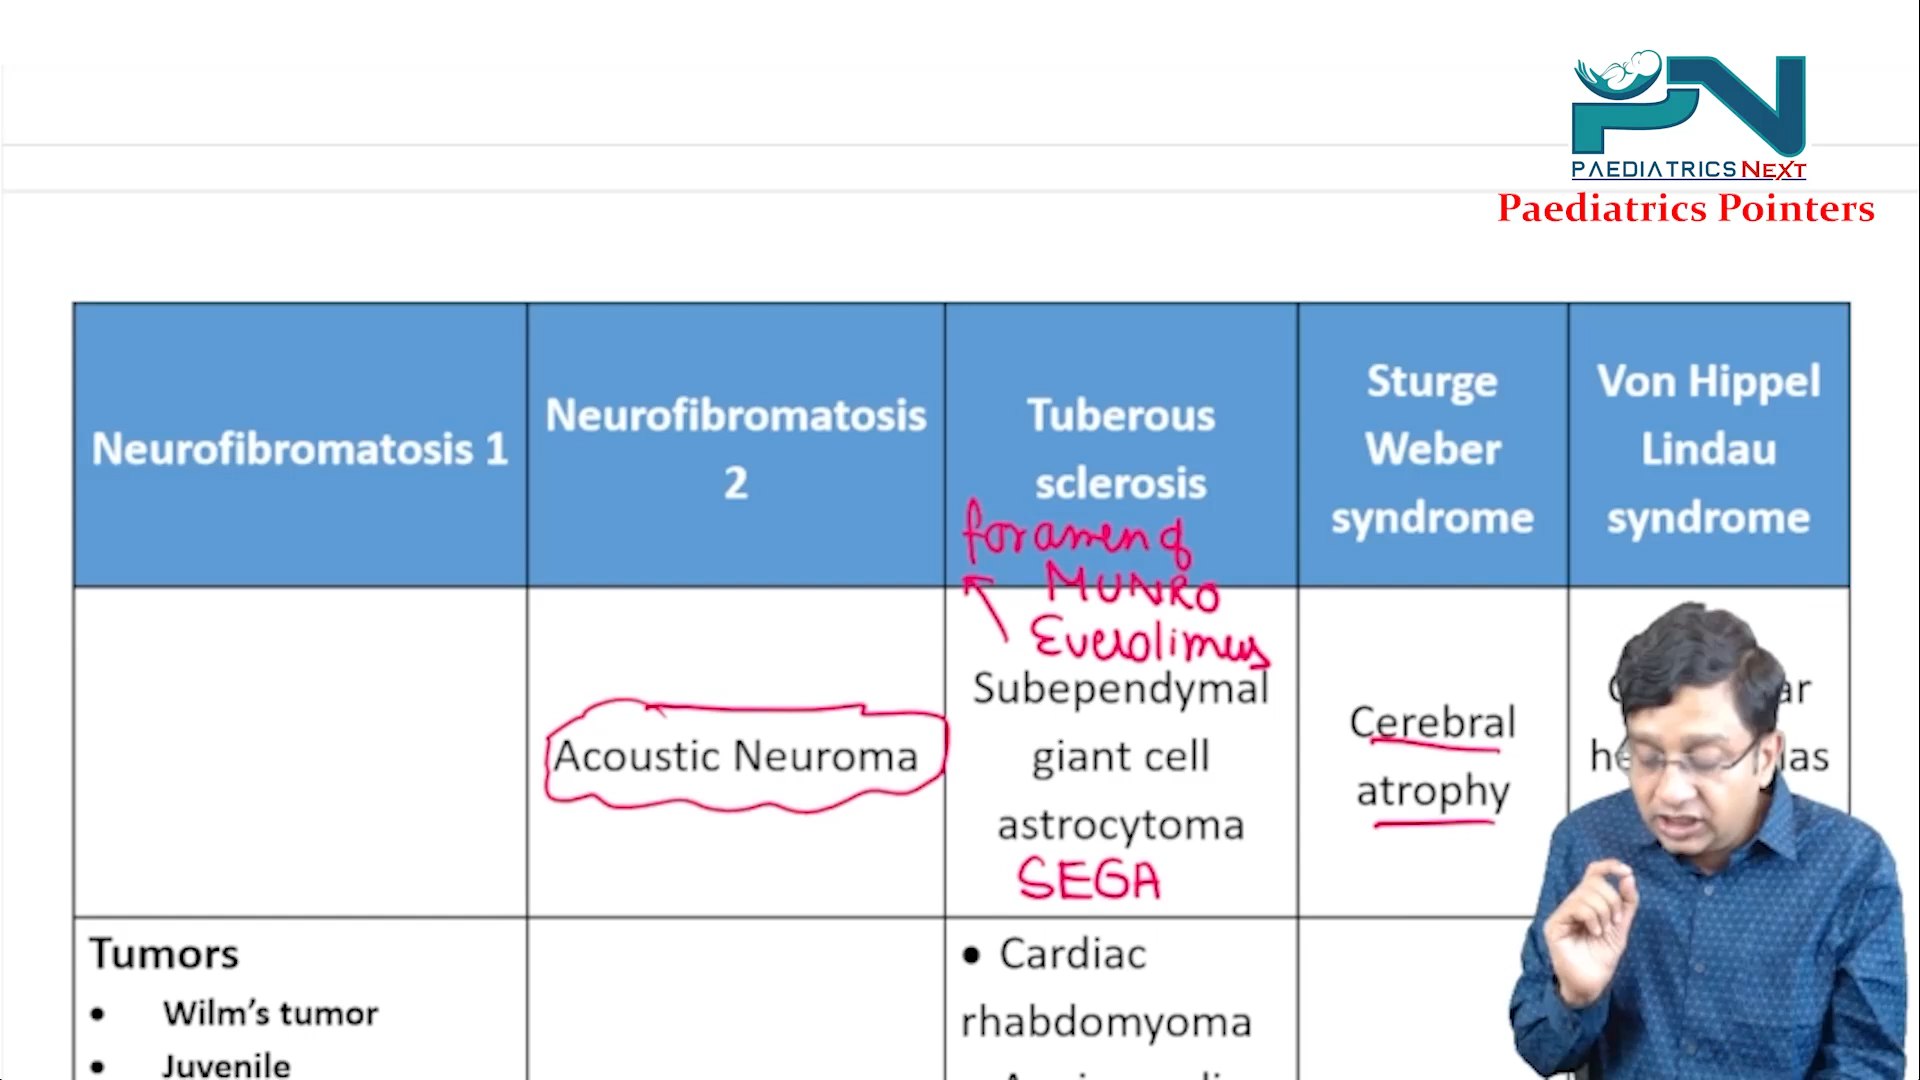 PAEDIATRICS NEXT
Paediatrics Pointers
Neurofibromatosis 1
Neurofibromatosis
2
Tuberous
sclerosis
Sturge
Weber
syndrome
Von Hippel
Lindau
syndrome
foramen of
MUNRO
Everolimus
Acoustic Neuroma
Subependymal
giant cell
astrocytoma
SEGA
Cerebral
atrophy
Tumors
• Wilm’s tumor
• Juvenile
• Cardiac
rhabdomyoma